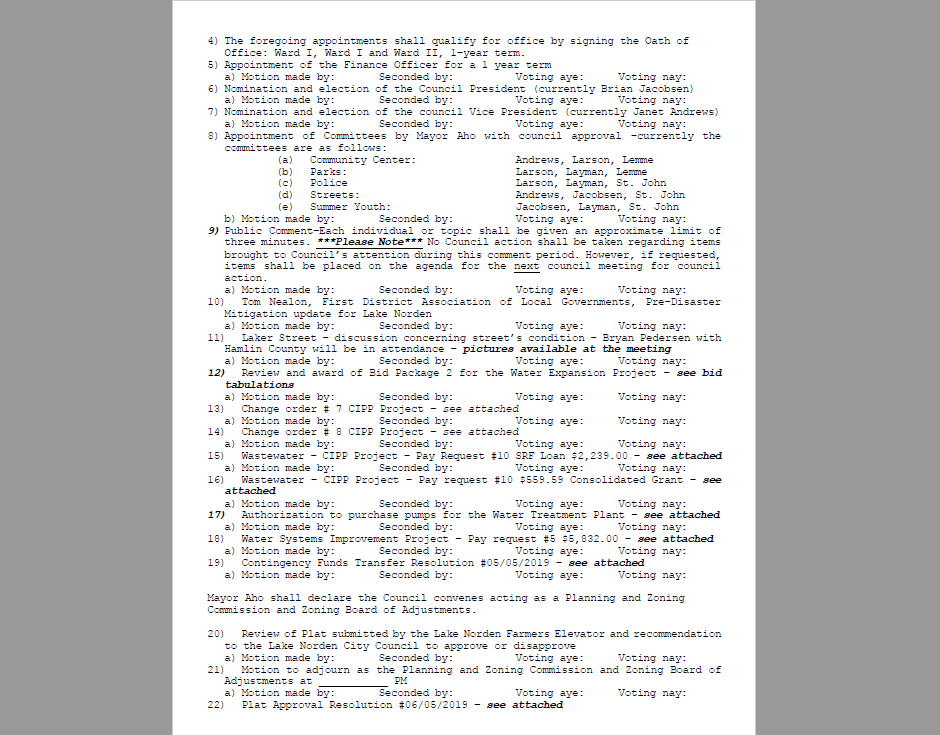 4) The foregoing appointments shall qualify for office by signing the Oath of
Office: Ward I, Ward I and Ward II, 1-year term.
5) Appointment of the Finance Officer for a 1 year term
a) Motion made by: Seconded by: Voting aye: Voting nay:
6) Nomination and election of the Council President (currently Brian Jacobsen)
a) Motion made by: Seconded by: Voting aye: Voting nay:
7) Nomination and election of the council Vice President (currently Janet Andrews)
a) Motion made by: Seconded by: Voting aye: Voting nay:
8) Appointment of Committees by Mayor Aho with council approval -currently the
committees are as follows:
(a) Community Center: Andrews, Larson, Lemme
(b) Parks: Larson, Layman, Lemme
(c) Police Larson, Layman, St. John
(d) Streets: Andrews, Jacobsen, St. John
(e) Summer Youth: Jacobsen, Layman, St. John
b) Motion made by: Seconded by: Voting aye: Voting nay:
9) Public Comment-Each individual or topic shall be given an approximate limit of
three minutes. ***Please Note*** No Council action shall be taken regarding items
brought to Council's attention during this comment period. However, if requested,
items shall be placed on the agenda for the next council meeting for council
action.
a) Motion made by: Seconded by: Voting aye: Voting nay:
10) Tom Nealon, First District Association of Local Governments, Pre-Disaster
Mitigation update for Lake Norden
a) Motion made by: Seconded by: Voting aye: Voting nay:
11) Laker Street – discussion concerning street's condition – Bryan Pedersen with
Hamlin County will be in attendance – pictures available at the meeting
a) Motion made by: Seconded by: Voting aye: Voting nay:
12) Review and award of Bid Package 2 for the Water Expansion Project – see bid
tabulations
a) Motion made by: Seconded by: Voting aye: Voting nay:
13) Change order # 7 CIPP Project – see attached
a) Motion made by: Seconded by: Voting aye: Voting nay:
14) Change order # 8 CIPP Project – see attached
a) Motion made by: Seconded by: Voting aye: Voting nay:
15) Wastewater – CIPP Project – Pay Request #10 SRF Loan $2,239.00 – see attached
a) Motion made by: Seconded by: Voting aye: Voting nay:
16) Wastewater – CIPP Project – Pay request #10 $559.59 Consolidated Grant – see
attached
a) Motion made by: Seconded by: Voting aye: Voting nay:
17) Authorization to purchase pumps for the Water Treatment Plant – see attached
a) Motion made by: Seconded by: Voting aye: Voting nay:
18) Water Systems Improvement Project – Pay request #5 $5,832.00 – see attached
a) Motion made by: Seconded by: Voting aye: Voting nay:
19) Contingency Funds Transfer Resolution #05/05/2019 – see attached
a) Motion made by: Seconded by: Voting aye: Voting nay:
Mayor Aho shall declare the Council convenes acting as a Planning and Zoning
Commission and Zoning Board of Adjustments.
20) Review of Plat submitted by the Lake Norden Farmers Elevator and recommendation
to the Lake Norden City Council to approve or disapprove
a) Motion made by: Seconded by: Voting aye: Voting nay:
21) Motion to adjourn as the Planning and Zoning Commission and Zoning Board of
Adjustments at __________ PM
a) Motion made by: Seconded by: Voting aye: Voting nay:
22) Plat Approval Resolution #06/05/2019 – see attached